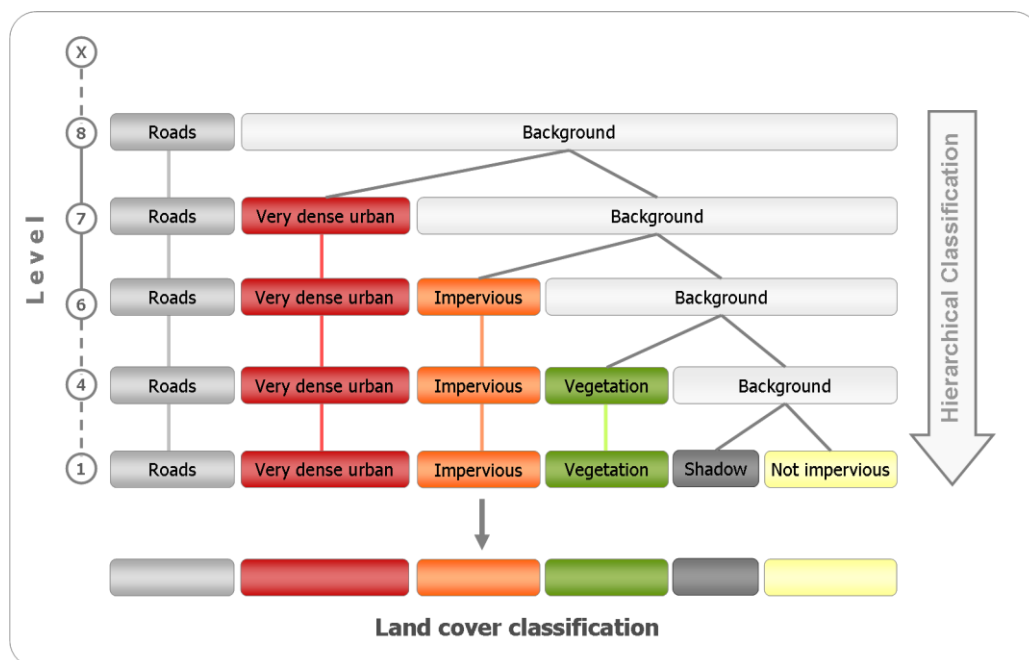 X
8
Roads
Background
7
Roads
Very dense urban
Background
6
Roads
Very dense urban
Impervious
Background
4
Roads
Very dense urban
Impervious
Vegetation
Background
1
Roads
Very dense urban
Impervious
Vegetation
Shadow
Not impervious
Level
Hierarchical Classification
Land cover classification